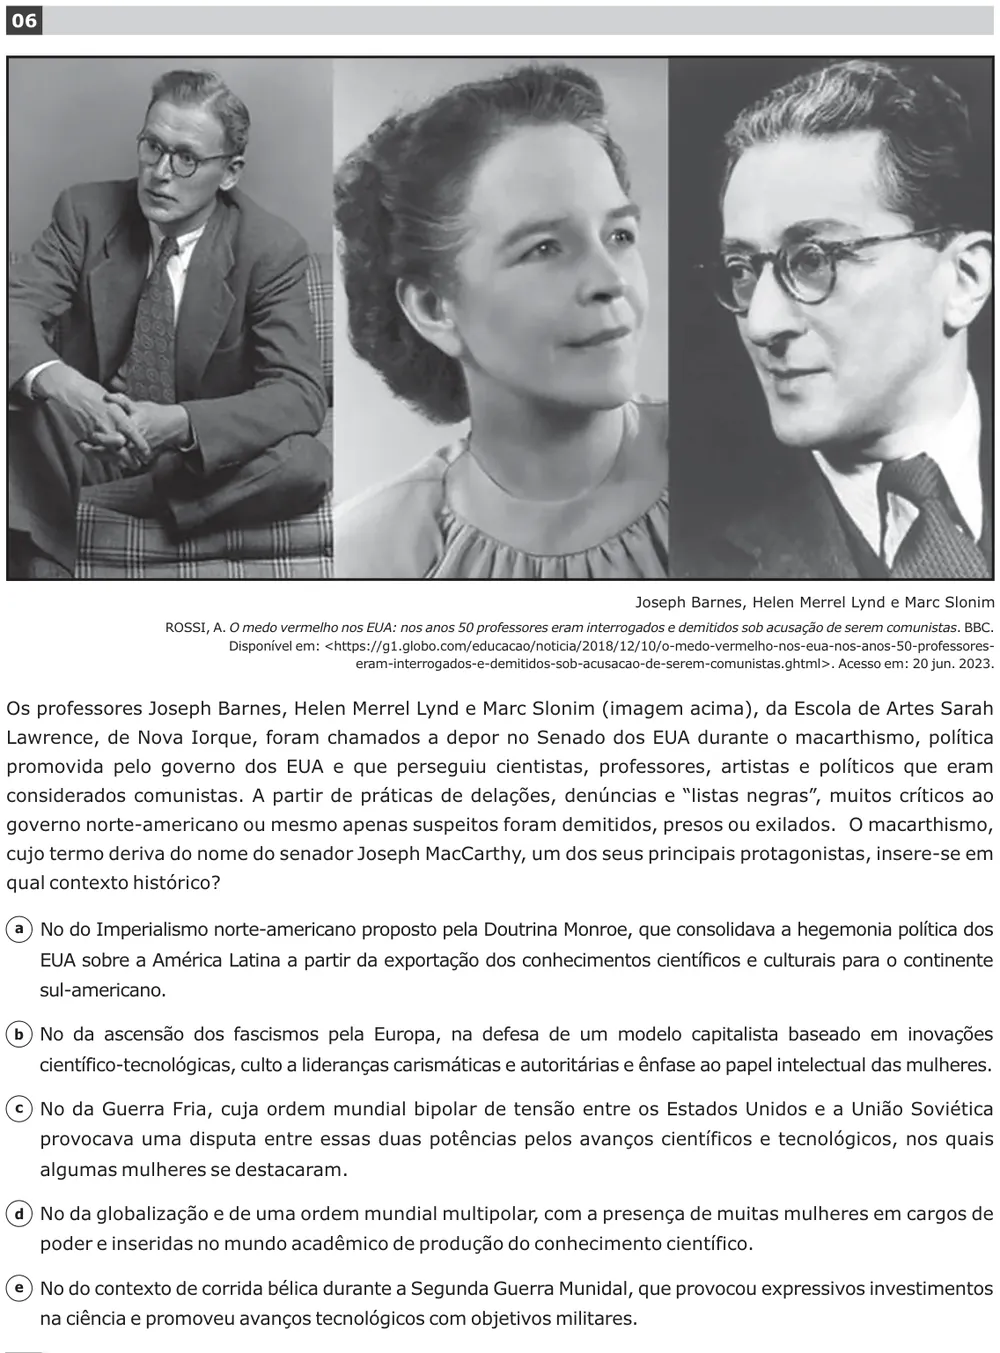 06
Joseph Barnes, Helen Merrel Lynd e Marc Slonim
ROSSI, A. O medo vermelho nos EUA: nos anos 50 professores eram interrogados e demitidos sob acusação de serem comunistas. BBC.
Disponível em: <https://g1.globo.com/educacao/noticia/2018/12/10/o-medo-vermelho-nos-eua-nos-anos-50-professores-
eram-interrogados-e-demitidos-sob-acusacao-de-serem-comunistas.ghtml>. Acesso em: 20 jun. 2023.
Os professores Joseph Barnes, Helen Merrel Lynd e Marc Slonim (imagem acima), da Escola de Artes Sarah
Lawrence, de Nova Iorque, foram chamados a depor no Senado dos EUA durante o macarthismo, política
promovida pelo governo dos EUA e que perseguiu cientistas, professores, artistas e políticos que eram
considerados comunistas. A partir de práticas de delações, denúncias e “listas negras”, muitos críticos ao
governo norte-americano ou mesmo apenas suspeitos foram demitidos, presos ou exilados. O macarthismo,
cujo termo deriva do nome do senador Joseph MacCarthy, um dos seus principais protagonistas, insere-se em
qual contexto histórico?
a No do Imperialismo norte-americano proposto pela Doutrina Monroe, que consolidava a hegemonia política dos
EUA sobre a América Latina a partir da exportação dos conhecimentos científicos e culturais para o continente
sul-americano.
b No da ascensão dos fascismos pela Europa, na defesa de um modelo capitalista baseado em inovações
científico-tecnológicas, culto a lideranças carismáticas e autoritárias e ênfase ao papel intelectual das mulheres.
c No da Guerra Fria, cuja ordem mundial bipolar de tensão entre os Estados Unidos e a União Soviética
provocava uma disputa entre essas duas potências pelos avanços científicos e tecnológicos, nos quais
algumas mulheres se destacaram.
d No da globalização e de uma ordem mundial multipolar, com a presença de muitas mulheres em cargos de
poder e inseridas no mundo acadêmico de produção do conhecimento científico.
e No do contexto de corrida bélica durante a Segunda Guerra Munidal, que provocou expressivos investimentos
na ciência e promoveu avanços tecnológicos com objetivos militares.